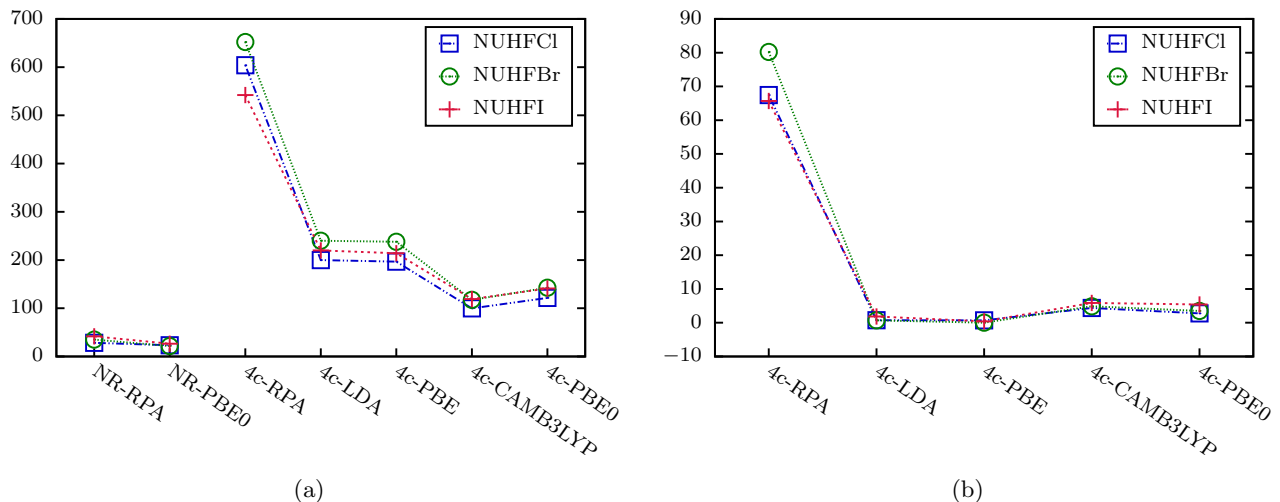 700
600
500
400
300
200
100
0
NR-RPA
NR-PBE0
4c-RPA
4c-LDA
4c-PBE
4c-CAMB3LYP
4c-PBE0
NUHFCl
NUHFBr
NUHFI
(a)
90
80
70
60
50
40
30
20
10
0
−10
4c-RPA
4c-LDA
4c-PBE
4c-CAMB3LYP
4c-PBE0
NUHFCl
NUHFBr
NUHFI
(b)